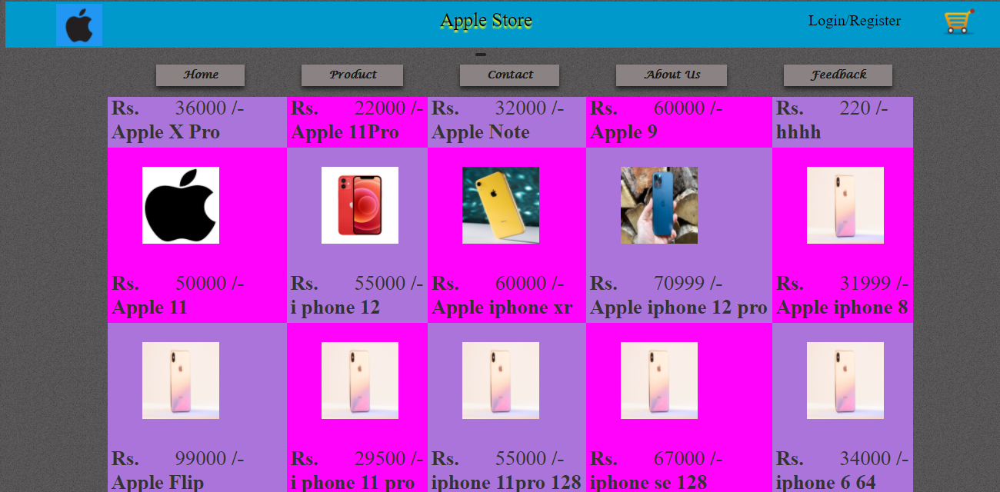 Apple Store
Login/Register
Home Product Contact About Us Feedback
Rs. 36000 /- Rs. 22000 /- Rs. 32000 /- Rs. 60000 /- Rs. 220 /-
Apple X Pro Apple 11Pro Apple Note Apple 9 hhhh
Rs. 50000 /- Rs. 55000 /- Rs. 60000 /- Rs. 70999 /- Rs. 31999 /-
Apple 11 i phone 12 Apple iphone xr Apple iphone 12 pro Apple iphone 8
Rs. 99000 /- Rs. 29500 /- Rs. 55000 /- Rs. 67000 /- Rs. 34000 /-
Apple Flip i phone 11 pro iphone 11pro 128 iphone se 128 iphone 6 64